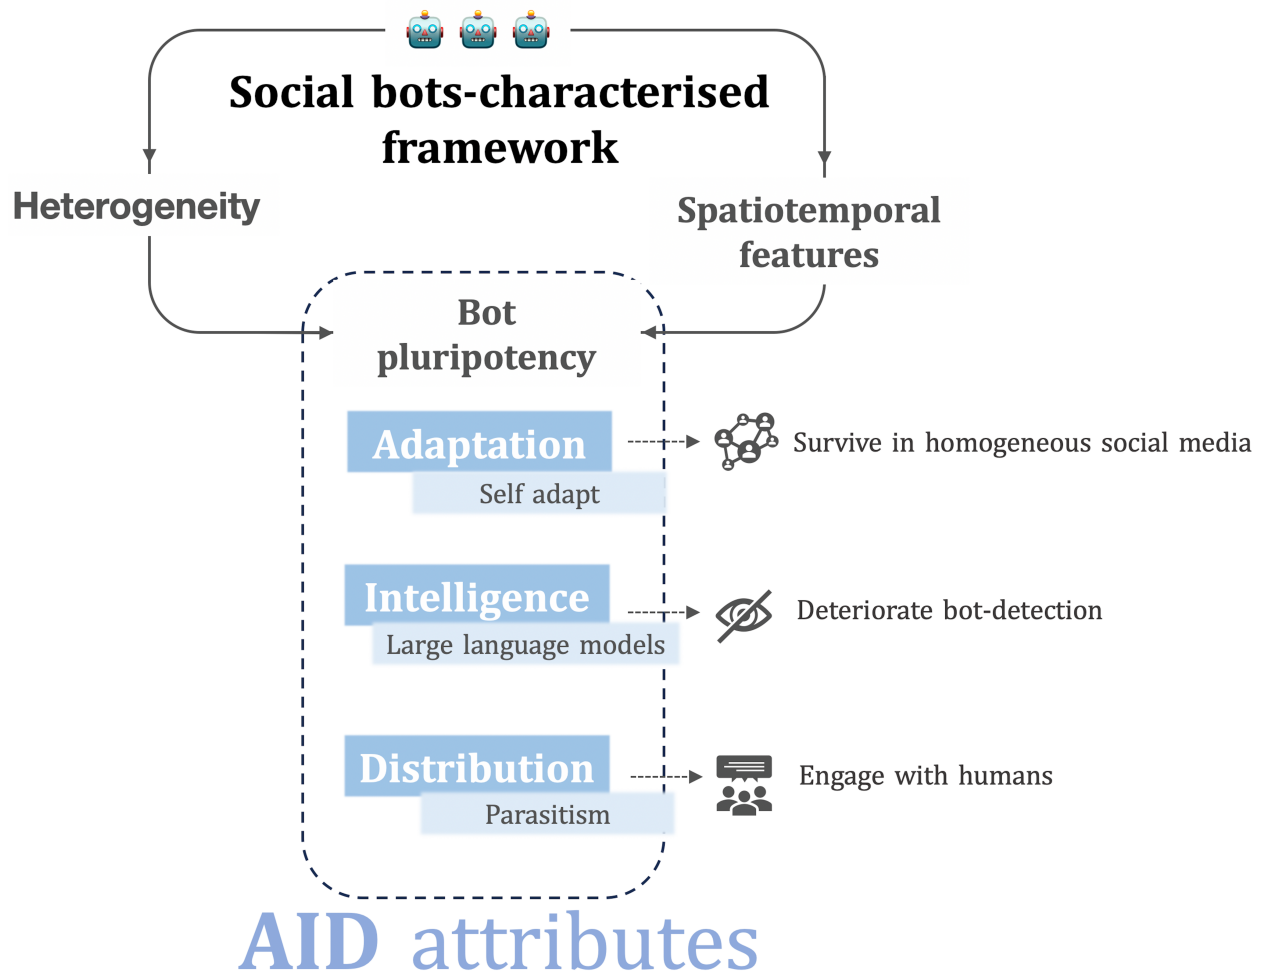 Social bots-characterised
framework
Heterogeneity
Spatiotemporal
features
Bot
pluripotency
Adaptation
Self adapt
Survive in homogeneous social media
Intelligence
Large language models
Deteriorate bot-detection
Distribution
Parasitism
Engage with humans
AID attributes